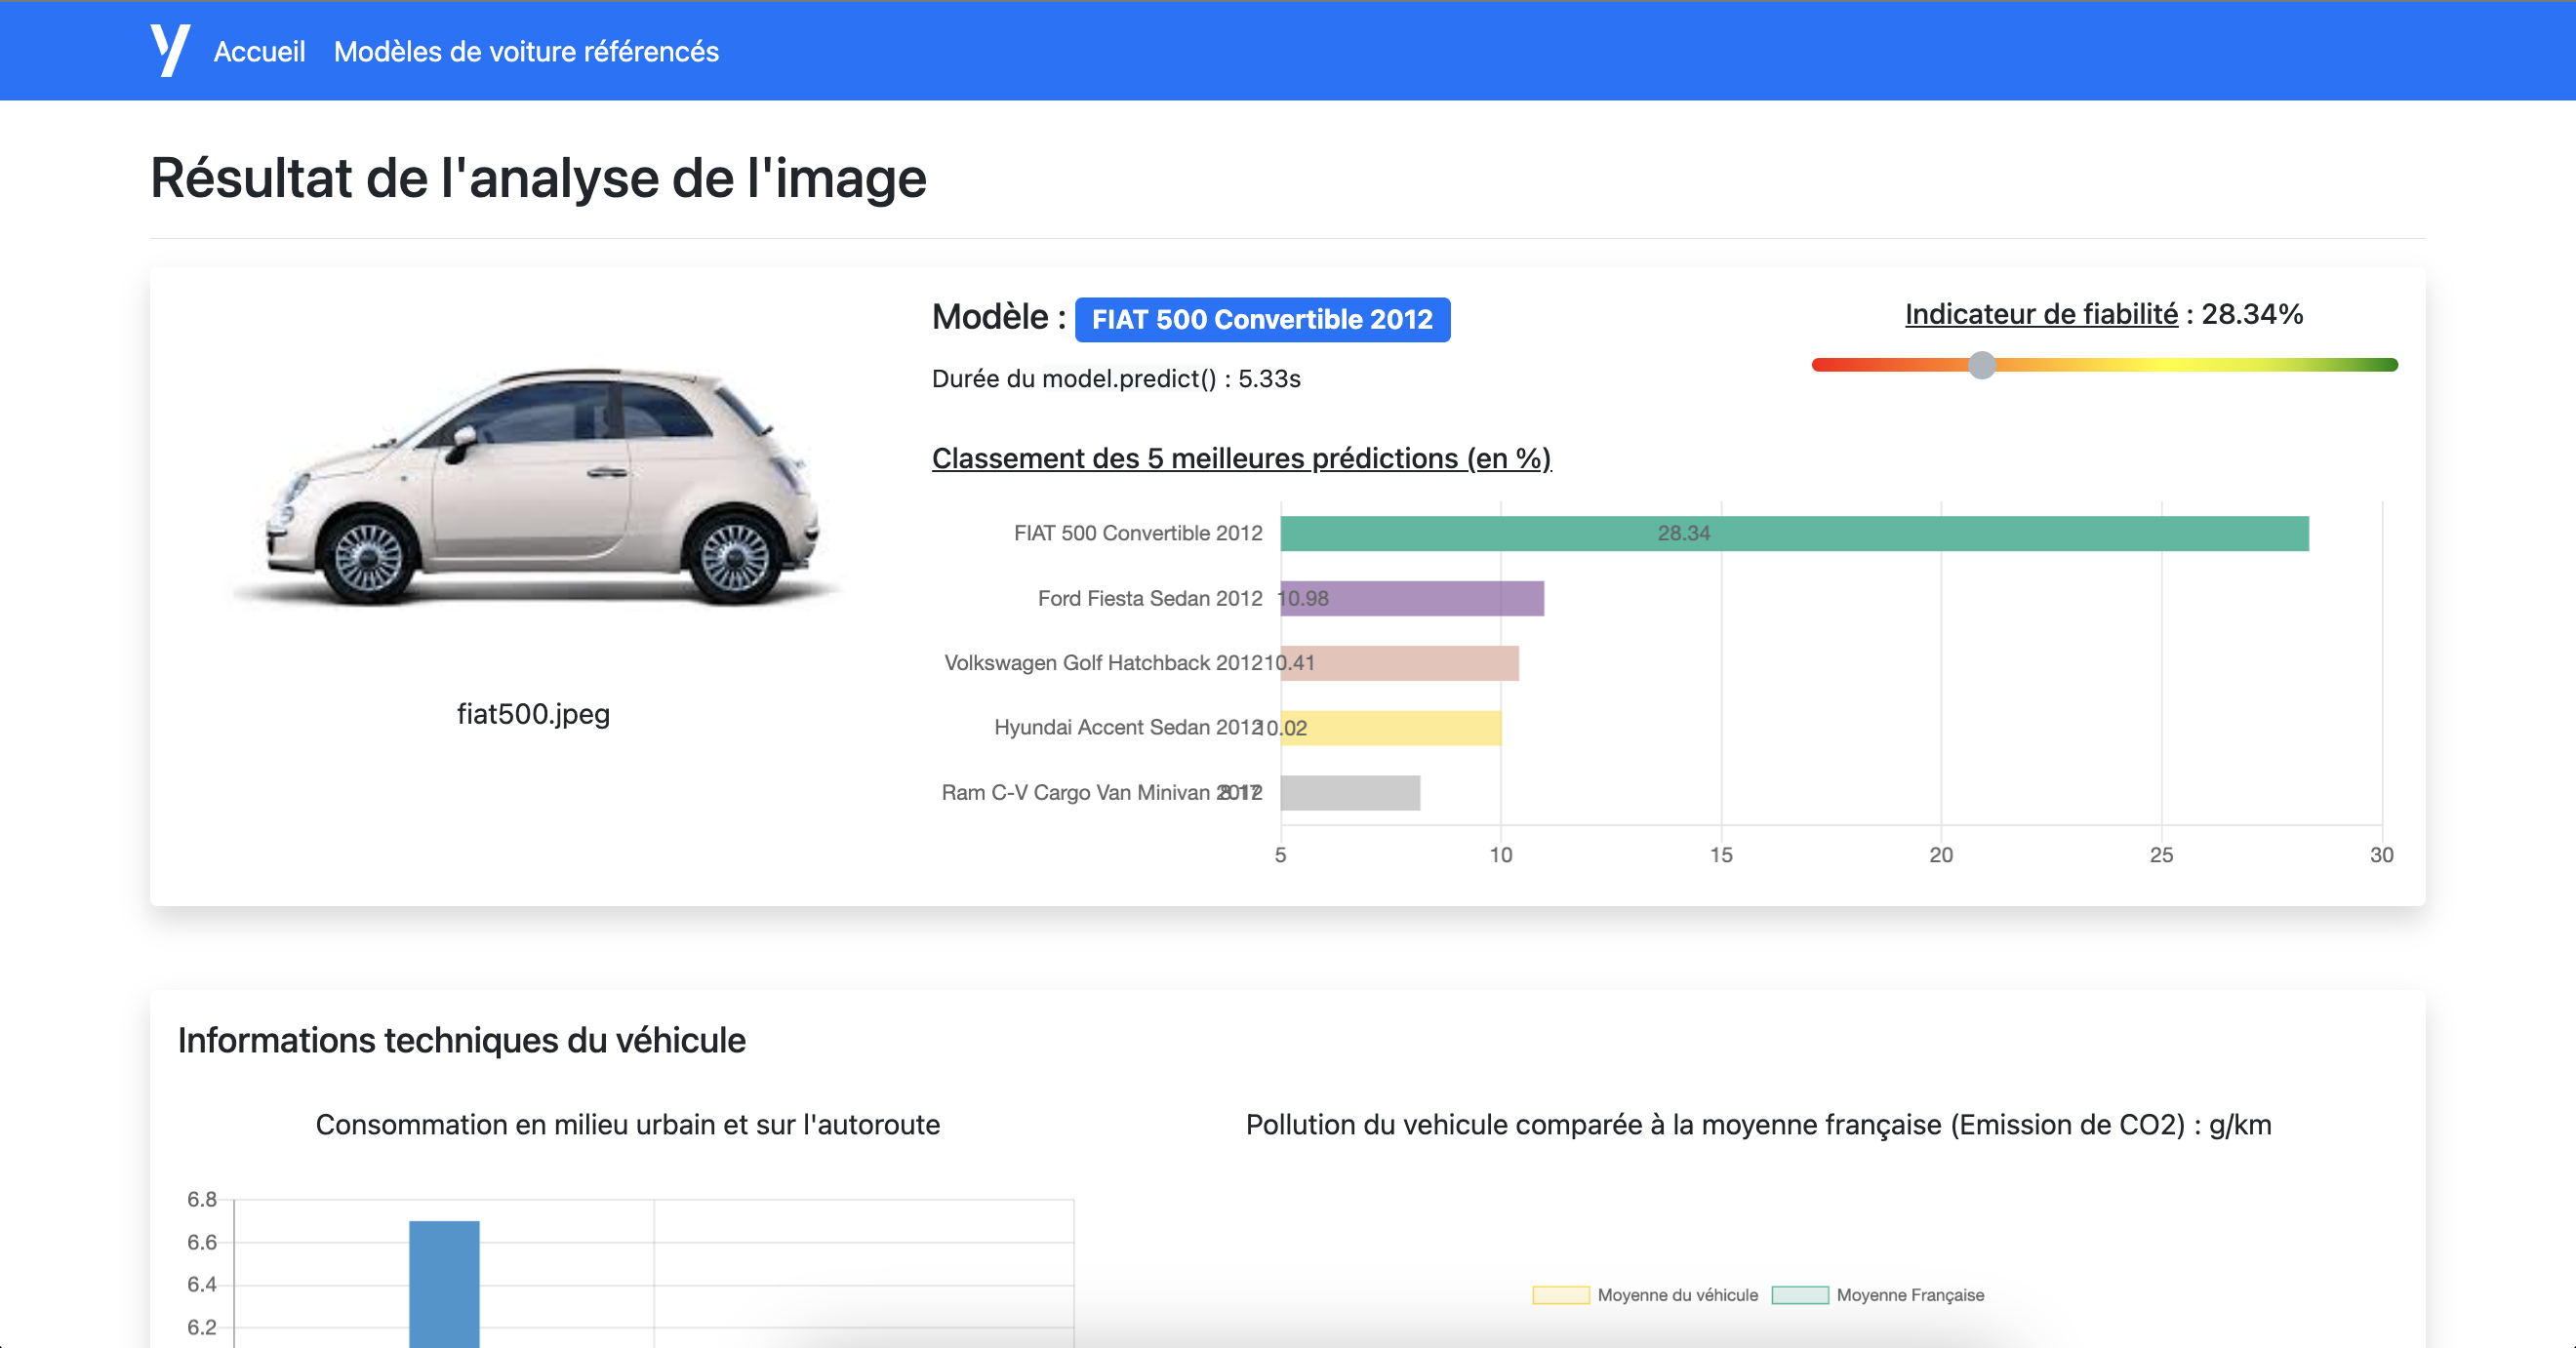 y Accueil Modèles de voiture référencés
Résultat de l'analyse de l'image
Modèle : FIAT 500 Convertible 2012
Indicateur de fiabilité : 28.34%
Durée du model.predict() : 5.33s
Classement des 5 meilleures prédictions (en %)
FIAT 500 Convertible 2012 28.34
Ford Fiesta Sedan 2012 10.98
Volkswagen Golf Hatchback 2012 10.41
Hyundai Accent Sedan 2012 10.02
Ram C-V Cargo Van Minivan 2012 8.17
5 10 15 20 25 30
fiat500.jpeg
Informations techniques du véhicule
Consommation en milieu urbain et sur l'autoroute
6.8
6.6
6.4
6.2
Pollution du vehicule comparée à la moyenne française (Emission de CO2) : g/km
Moyenne du véhicule Moyenne Française